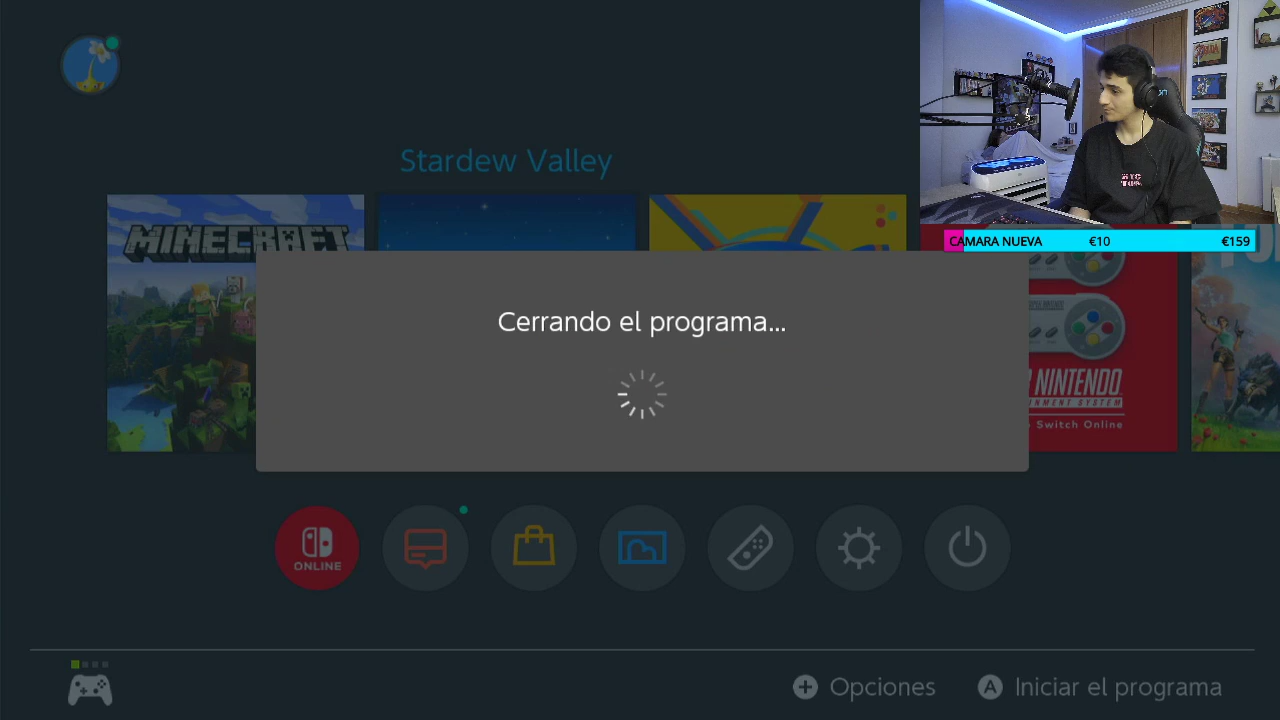 Stardew Valley
MINECRAFT
CAMARA NUEVA €10 €159
Cerrando el programa...
NINTENDO
Switch Online
ONLINE
Opciones
Iniciar el programa